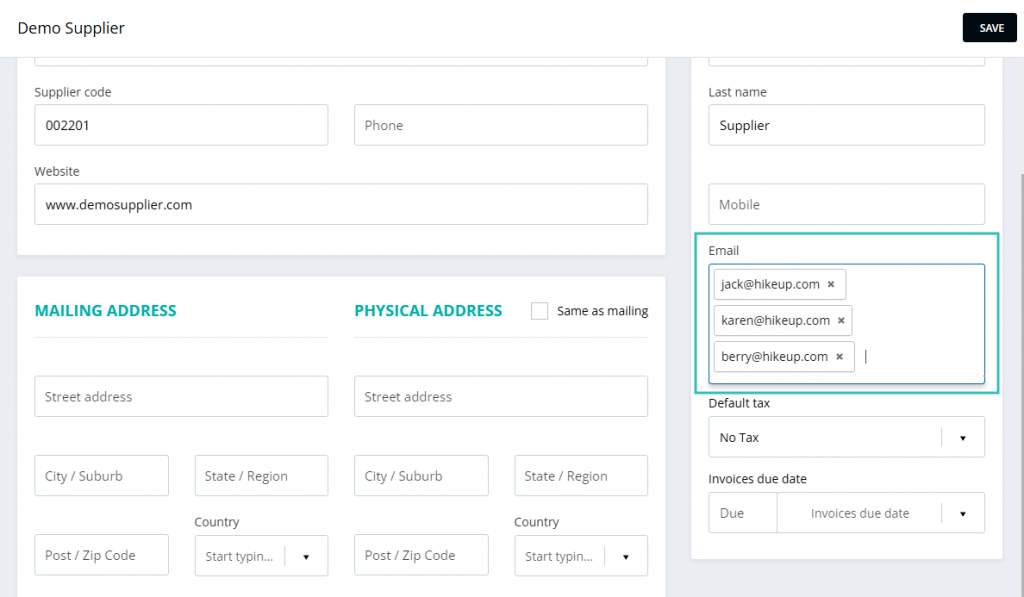 Demo Supplier
SAVE
Supplier code
002201
Phone
Website
www.demosupplier.com
MAILING ADDRESS
PHYSICAL ADDRESS
Same as mailing
Street address
Street address
City / Suburb
State / Region
City / Suburb
State / Region
Country
Country
Post / Zip Code
Start typin...
Post / Zip Code
Start typin...
Last name
Supplier
Mobile
Email
jack@hikeup.com ×
karen@hikeup.com ×
berry@hikeup.com ×
Default tax
No Tax
Invoices due date
Due
Invoices due date